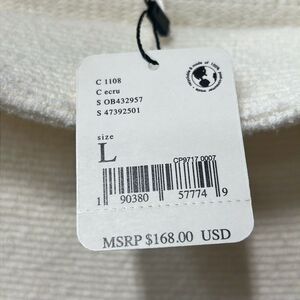 C 1108
C ecru
S OB432957
S 47392501
size
L
CP9717 0007
1 90380 57774 9
MSRP $168.00 USD